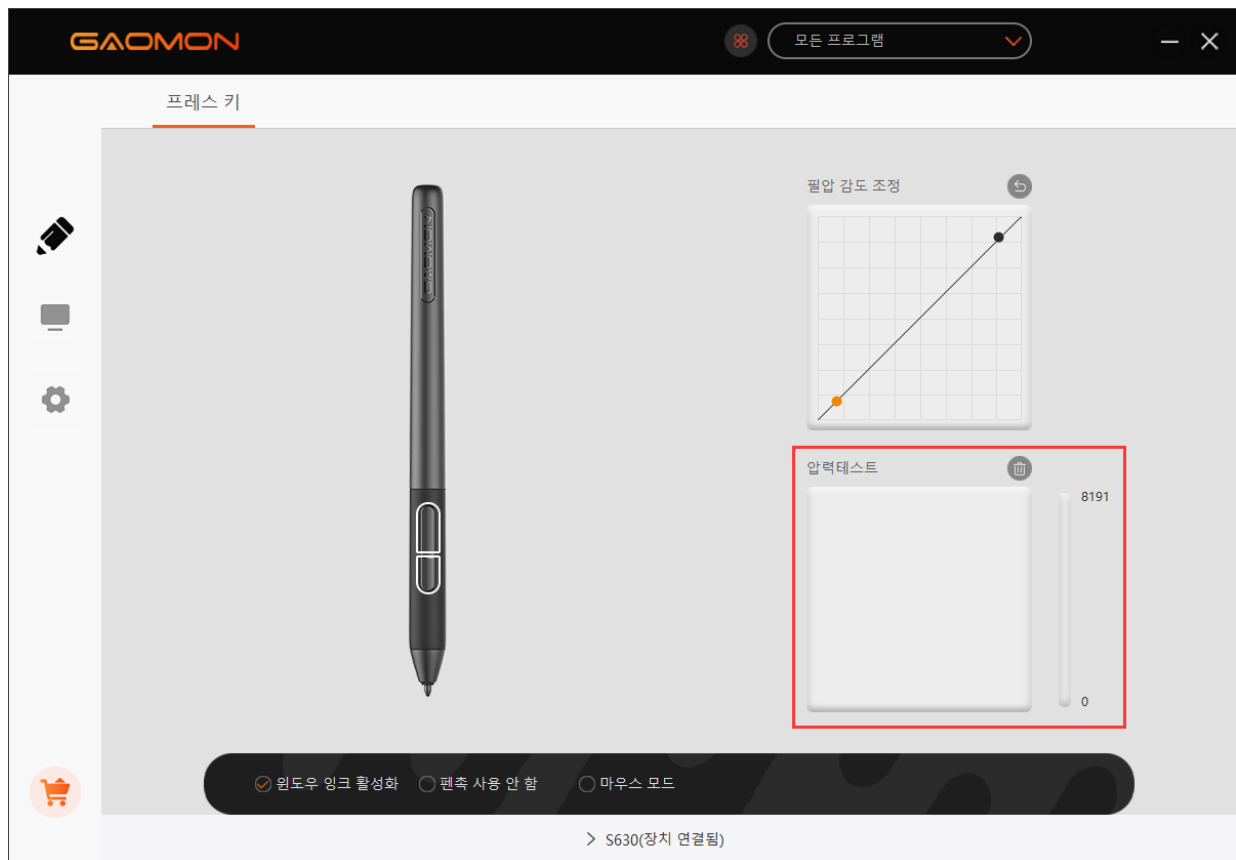 GAOMON
모든 프로그램
프레스 키
필압 감도 조정
GAOMON
압력테스트
8191
0
윈도우 잉크 활성화 펜촉 사용 안 함 마우스 모드
S630(장치 연결됨)